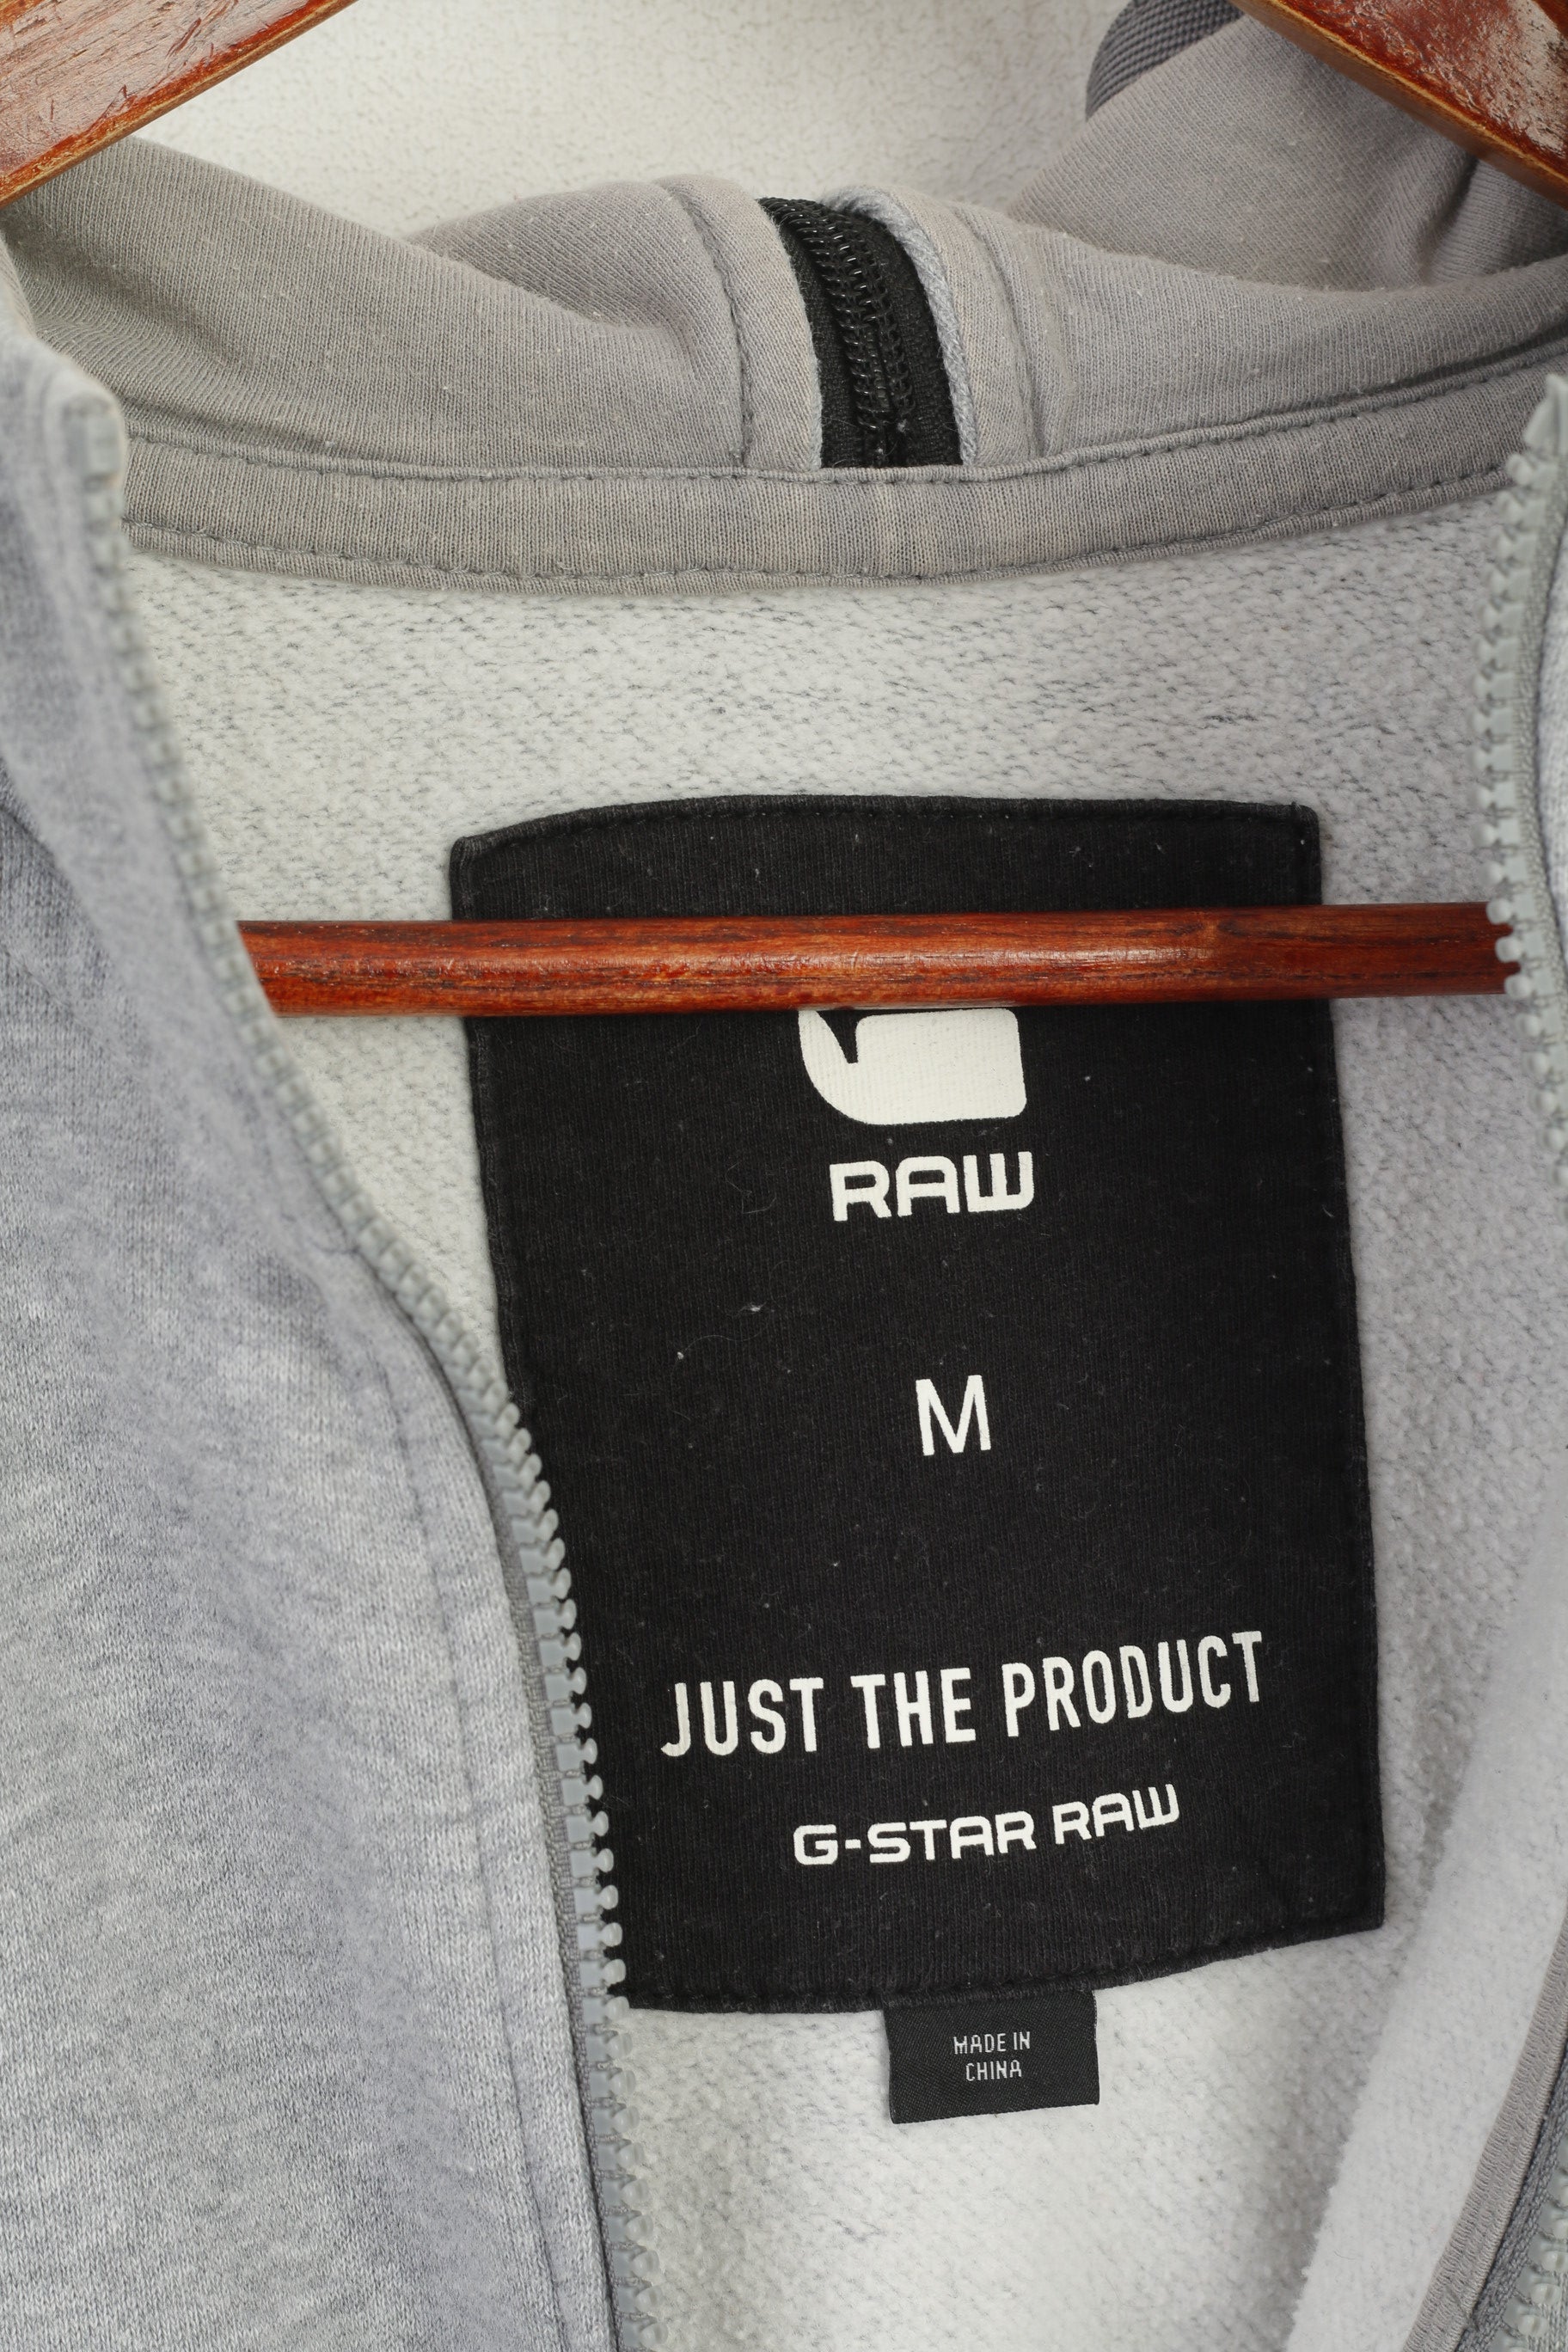 RAW
M
JUST THE PRODUCT
G-STAR RAW
MADE IN
CHINA